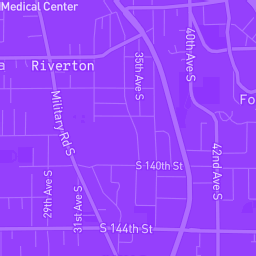 Medical Center
Riverton
35th Ave S
40th Ave S
Military Rd S
S 140th St
42nd Ave S
29th Ave S
31st Ave S
S 144th St